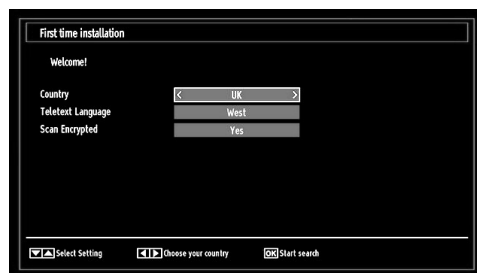 First time installation
Welcome!
Country < UK >
Teletext Language West
Scan Encrypted Yes
Select Setting Choose your country OK Start search